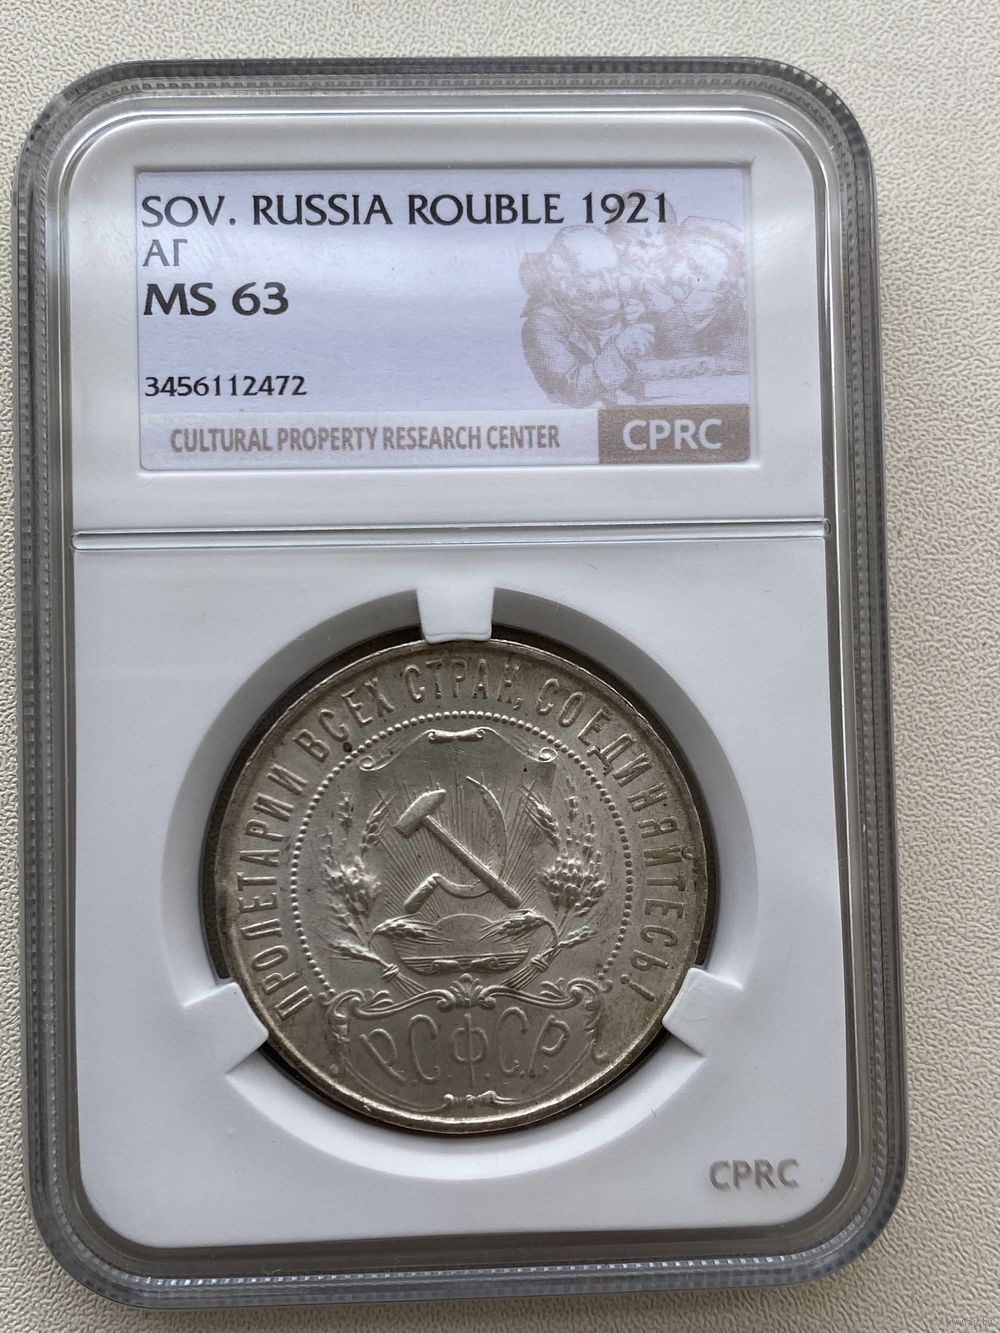 SOV. RUSSIA ROUBLE 1921
АГ
MS 63
3456112472
CULTURAL PROPERTY RESEARCH CENTER CPRC
ПРОЛЕТАРИИ ВСЕХ СТРАН, СОЕДИНЯЙТЕСЬ!
Р.С.Ф.С.Р.
CPRC